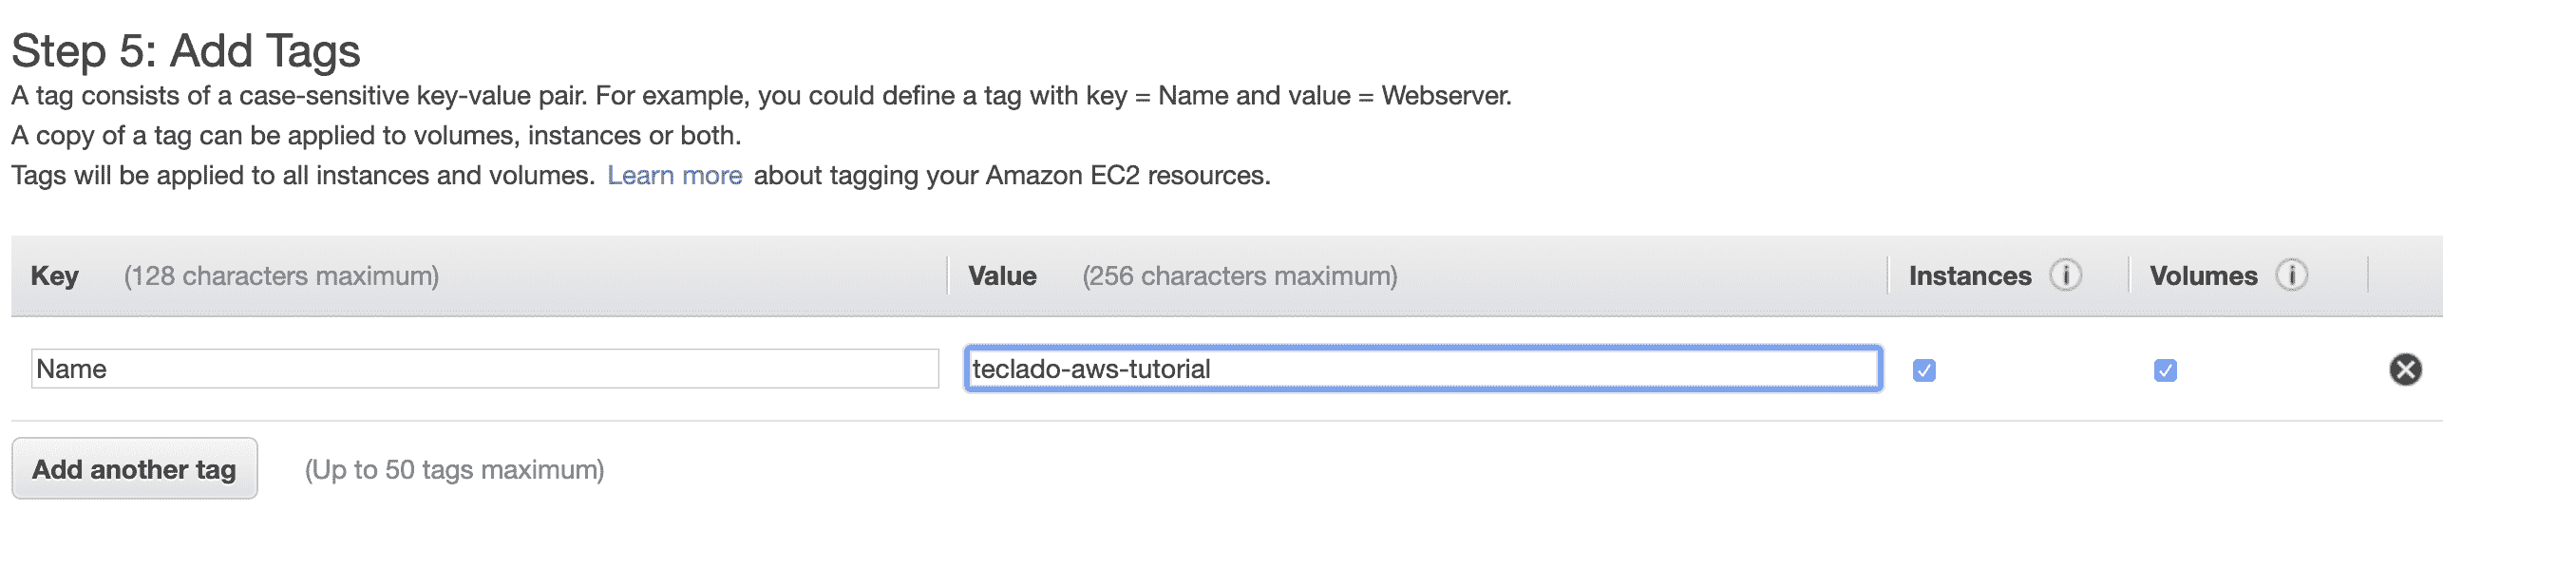 Step 5: Add Tags
A tag consists of a case-sensitive key-value pair. For example, you could define a tag with key = Name and value = Webserver.
A copy of a tag can be applied to volumes, instances or both.
Tags will be applied to all instances and volumes. Learn more about tagging your Amazon EC2 resources.
Key (128 characters maximum) Value (256 characters maximum) Instances Volumes
Name teclado-aws-tutorial
Add another tag (Up to 50 tags maximum)